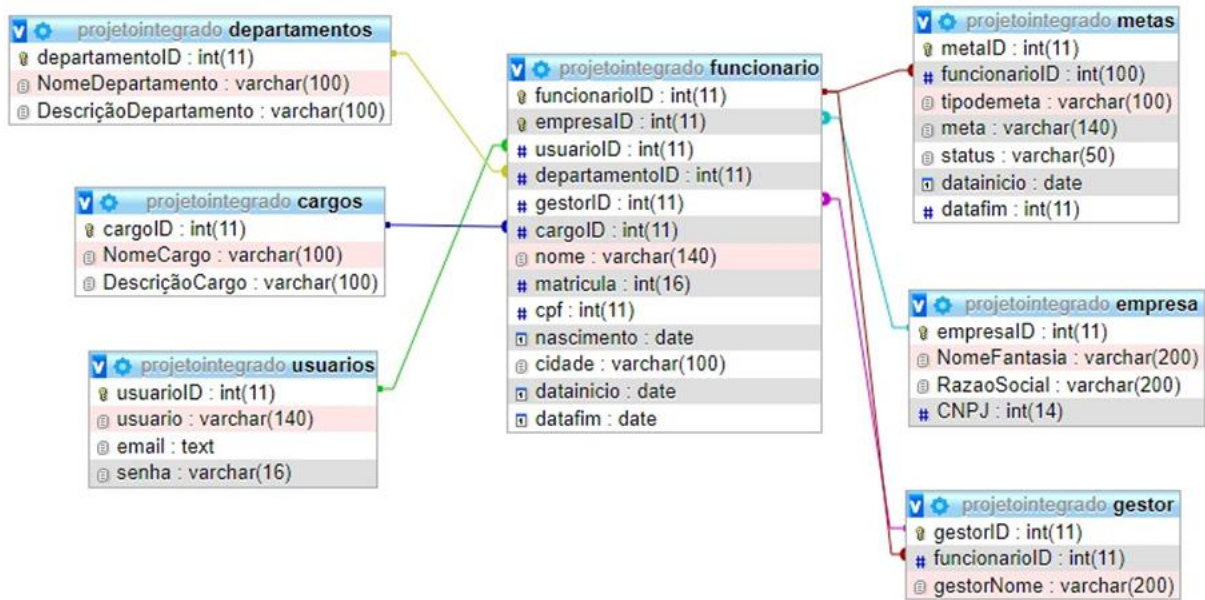 projetointegrado departamentos
departamentoID : int(11)
NomeDepartamento : varchar(100)
DescriçãoDepartamento : varchar(100)
projetointegrado cargos
cargoID : int(11)
NomeCargo : varchar(100)
DescriçãoCargo : varchar(100)
projetointegrado usuarios
usuarioID : int(11)
usuario : varchar(140)
email : text
senha : varchar(16)
projetointegrado funcionario
funcionarioID : int(11)
empresaID : int(11)
usuarioID : int(11)
departamentoID : int(11)
gestorID : int(11)
cargoID : int(11)
nome : varchar(140)
matricula : int(16)
cpf : int(11)
nascimento : date
cidade : varchar(100)
datainicio : date
datafim : date
projetointegrado metas
metaID : int(11)
funcionarioID : int(100)
tipodemeta : varchar(100)
meta : varchar(140)
status : varchar(50)
datainicio : date
datafim : int(11)
projetointegrado empresa
empresaID : int(11)
NomeFantasia : varchar(200)
RazaoSocial : varchar(200)
CNPJ : int(14)
projetointegrado gestor
gestorID : int(11)
funcionarioID : int(11)
gestorNome : varchar(200)